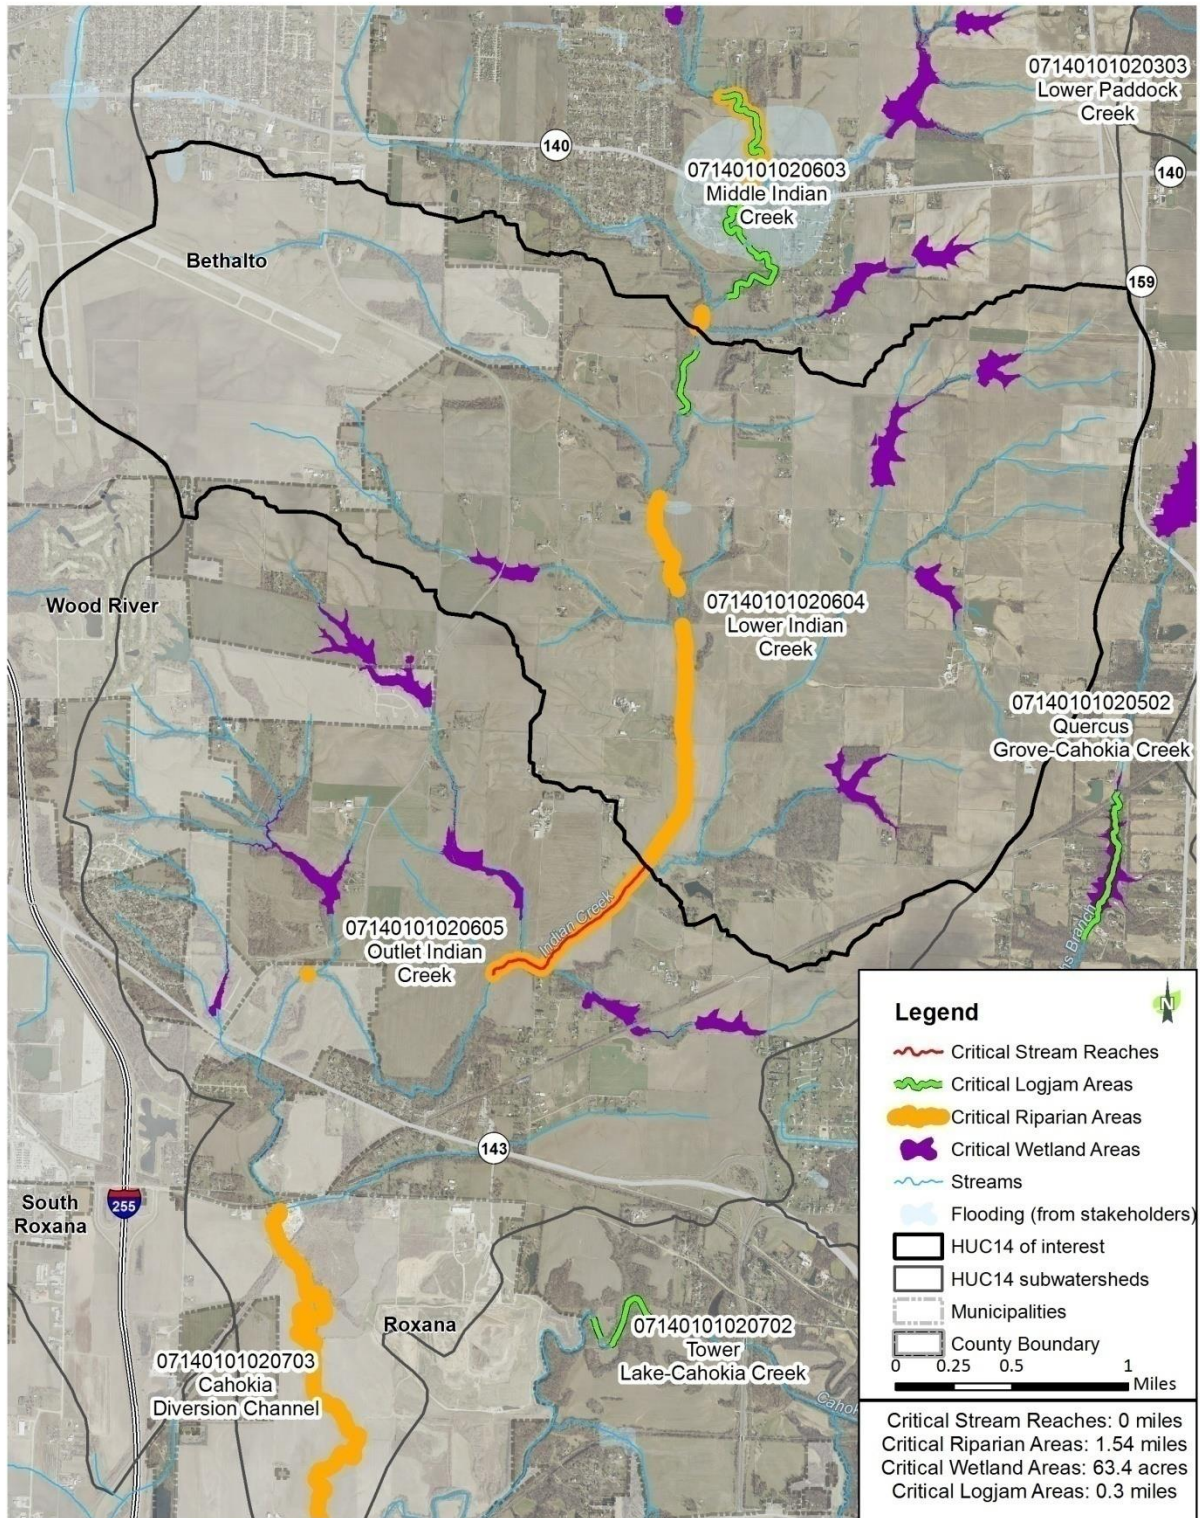 07140101020303
Lower Paddock
Creek
140
140
07140101020603
Middle Indian
Creek
Bethalto
159
Wood River
07140101020604
Lower Indian
Creek
07140101020502
Quercus
Grove-Cahokia Creek
Indian Creek
07140101020605
Outlet Indian
Creek
hs Branch
143
South
Roxana
255
Roxana
07140101020702
Tower
Lake-Cahokia Creek
07140101020703
Cahokia
Diversion Channel
Cahok
Legend
N
Critical Stream Reaches
Critical Logjam Areas
Critical Riparian Areas
Critical Wetland Areas
Streams
Flooding (from stakeholders)
HUC14 of interest
HUC14 subwatersheds
Municipalities
County Boundary
0 0.25 0.5 1
Miles
Critical Stream Reaches: 0 miles
Critical Riparian Areas: 1.54 miles
Critical Wetland Areas: 63.4 acres
Critical Logjam Areas: 0.3 miles